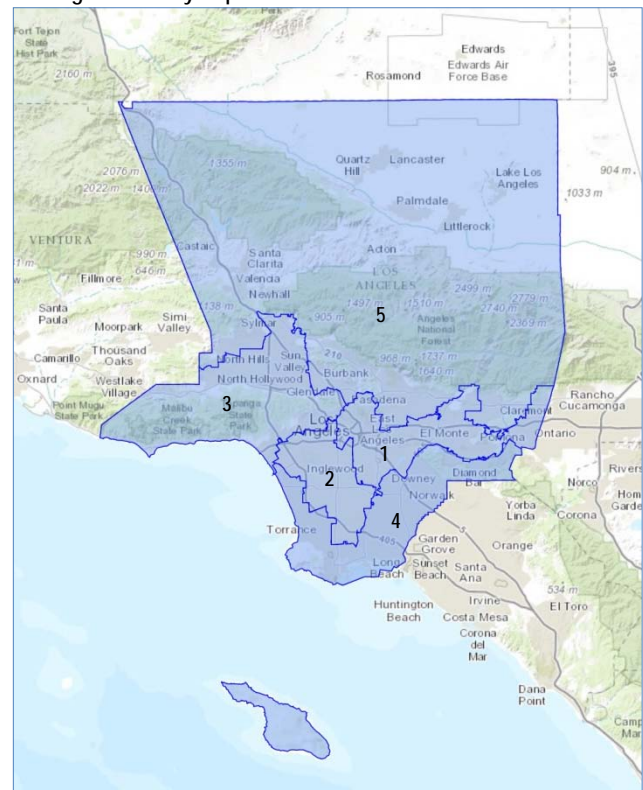 Fort Tejon
State
Hist Park
2160 m
Edwards
Edwards Air
Force Base
Rosamond
395
2076 m
2022 m
1355 m
Quartz
Hill
Lancaster
Lake Los
Angeles
904 m
1033 m
Palmdale
Littlerock
VENTURA
990 m
646 m
Castaic
Santa
Clarita
Valencia
Newhall
Acton
LOS
ANGELES
Fillmore
Santa
Paula
Moorpark
Simi
Valley
138 m
Sylmar
905 m
1497 m
1510 m
2499 m
2740 m
2779 m
2369 m
5
Angeles
National
Forest
Camarillo
Thousand
Oaks
North Hills
Sun
Valley
210
968 m
1737 m
1640 m
Burbank
Oxnard
Westlake
Village
North Hollywood
Glendale
Pasadena
Rancho
Cucamonga
Point Mugu
State Park
Malibu
Creek
State Park
3
Topanga
State
Park
Los
Angeles
East
Los
Angeles
El Monte
Claremont
Pomona
Ontario
1
Inglewood
2
Downey
Diamond
Bar
Norwalk
4
Norco
Yorba
Linda
Corona
Torrance
405
Long
Beach
Garden
Grove
Orange
Sunset
Beach
Santa
Ana
534 m
Huntington
Beach
Irvine
El Toro
Costa Mesa
Corona
del
Mar
Dana
Point